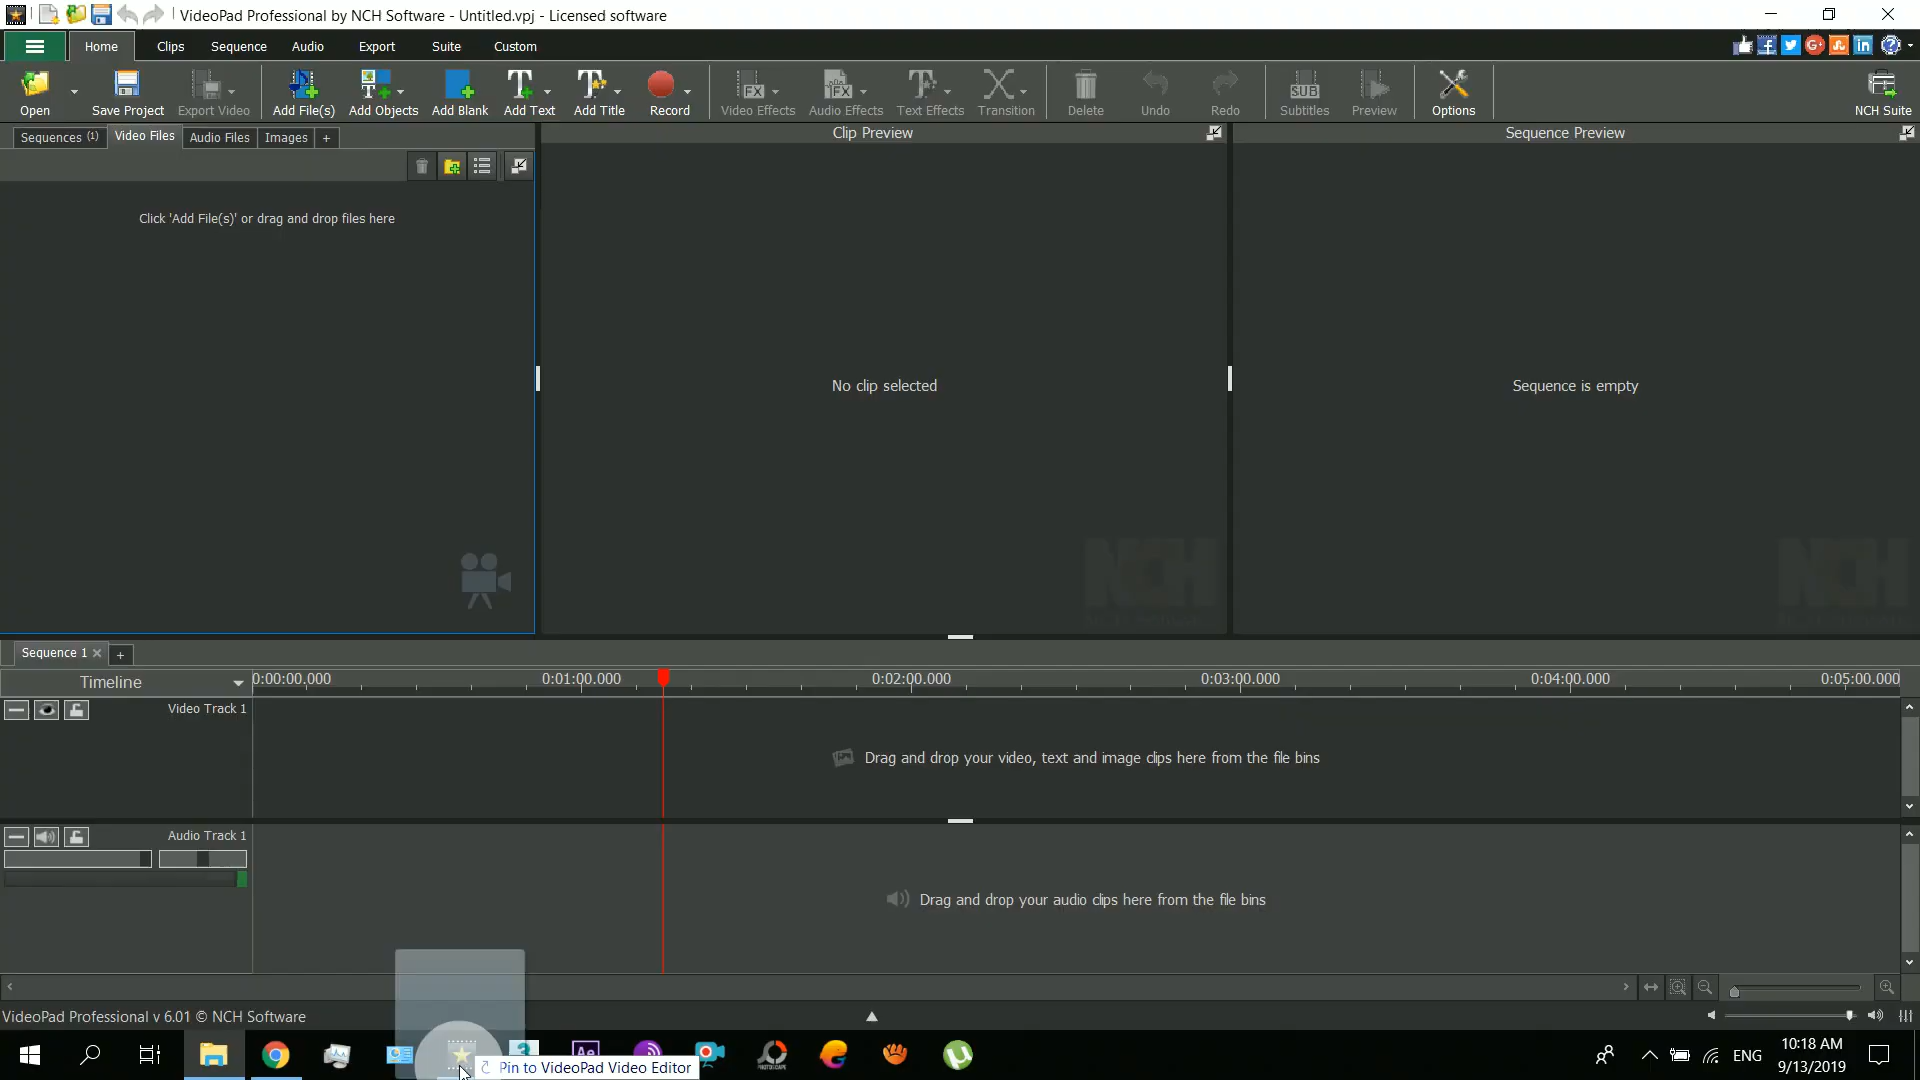 VideoPad Professional by NCH Software - Untitled.vpj - Licensed software
Home Clips Sequence Audio Export Suite Custom
Open Save Project Export Video Add File(s) Add Objects Add Blank Add Text Add Title Record Video Effects Audio Effects Text Effects Transition Delete Undo Redo Subtitles Preview Options NCH Suite
Sequences (1) Video Files Audio Files Images +
Clip Preview
Sequence Preview
Click 'Add File(s)' or drag and drop files here
No clip selected
Sequence is empty
NCH
NCH
Sequence 1
Timeline 0:00:00.000 0:01:00.000 0:02:00.000 0:03:00.000 0:04:00.000 0:05:00.000
Video Track 1
Drag and drop your video, text and image clips here from the file bins
Audio Track 1
Drag and drop your audio clips here from the file bins
VideoPad Professional v 6.01 © NCH Software
Pin to VideoPad Video Editor
ENG
10:18 AM
9/13/2019